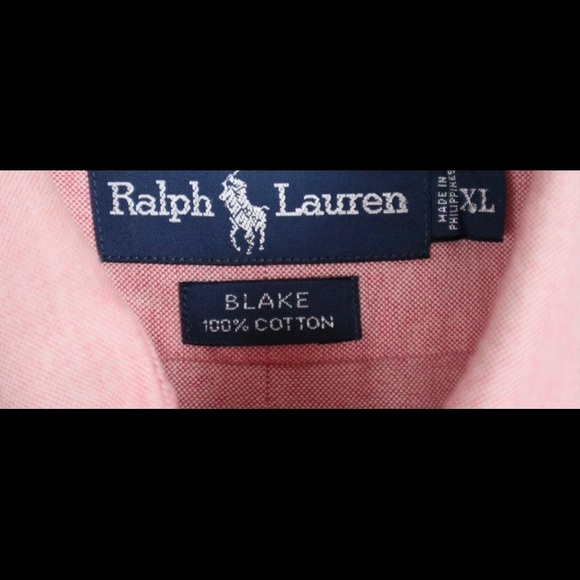 Ralph Lauren
MADE IN
PHILIPPINES
XL
BLAKE
100% COTTON